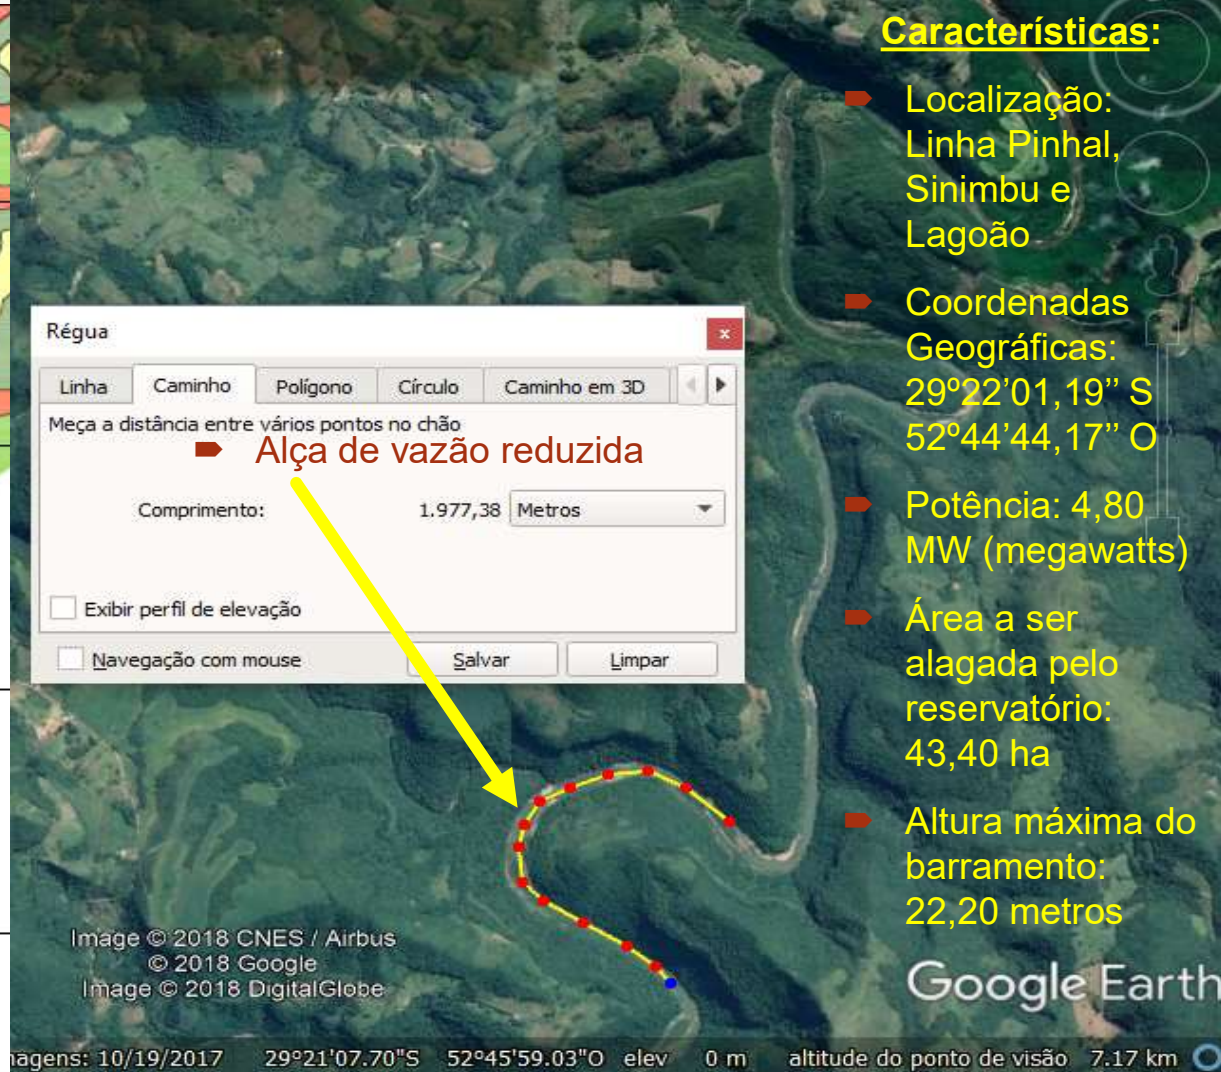 Características:
Localização:
Linha Pinhal,
Sinimbu e
Lagoão
Coordenadas
Geográficas:
29º22’01,19’’ S
52º44’44,17’’ O
Potência: 4,80
MW (megawatts)
Área a ser
alagada pelo
reservatório:
43,40 ha
Altura máxima do
barramento:
22,20 metros
Régua
x
Linha Caminho Polígono Círculo Caminho em 3D
Meça a distância entre vários pontos no chão
Alça de vazão reduzida
Comprimento: 1.977,38 Metros
Exibir perfil de elevação
Navegação com mouse Salvar Limpar
Image © 2018 CNES / Airbus
© 2018 Google
Image © 2018 DigitalGlobe
Google Earth
agens: 10/19/2017 29º21'07.70"S 52º45'59.03"O elev 0 m altitude do ponto de visão 7.17 km